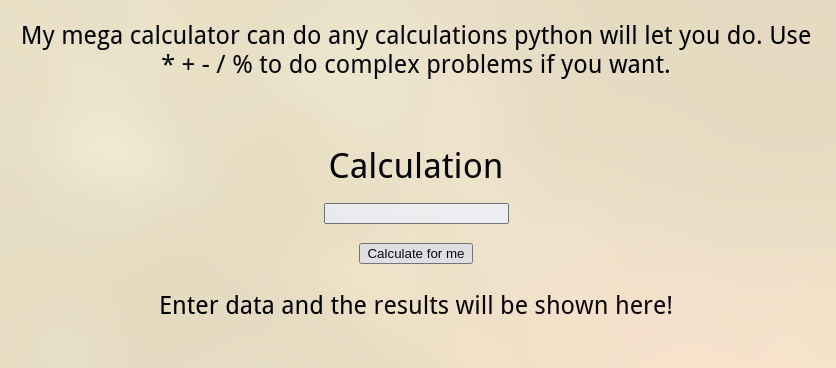 My mega calculator can do any calculations python will let you do. Use
* + - / % to do complex problems if you want.
Calculation
Calculate for me
Enter data and the results will be shown here!